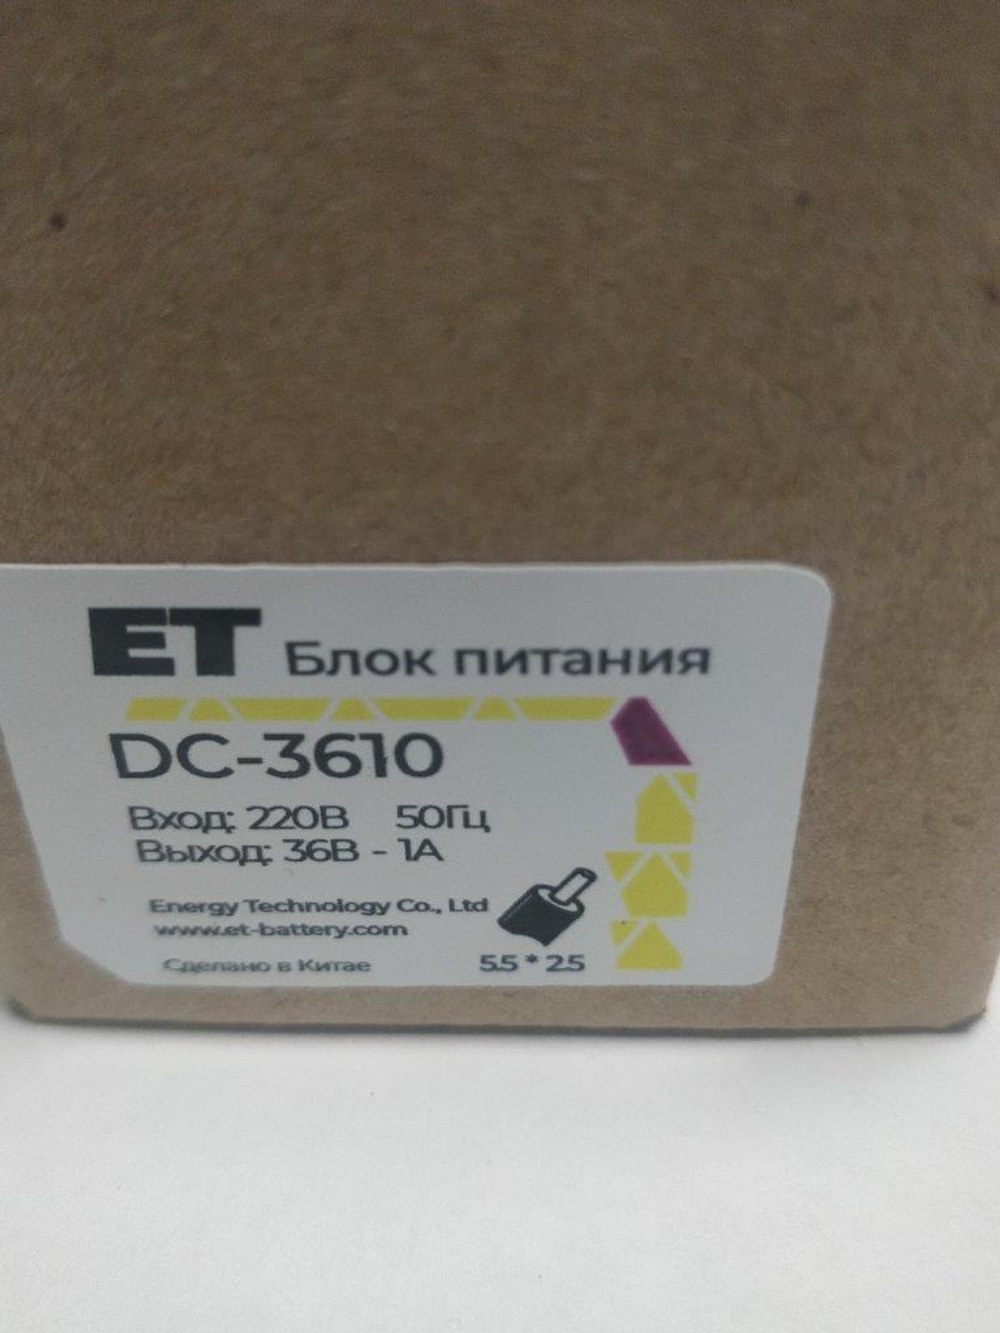 ET Блок питания
DC-3610
Вход: 220В 50Гц
Выход: 36В - 1А
Energy Technology Co., Ltd
www.et-battery.com
Сделано в Китае
5.5 * 2.5